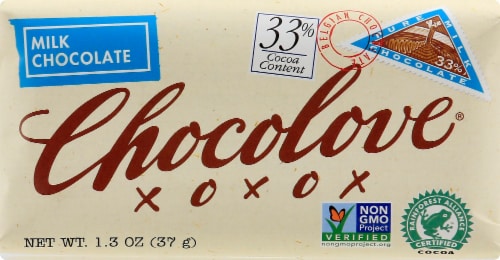 MILK
CHOCOLATE
33%
Cocoa
Content
BELGIAN CHOCOLATE
PURE MILK
33%
CHOCOLATE
Chocolove®
XOXOX
NET WT. 1.3 OZ (37 g)
NON
GMO
Project
VERIFIED
nongmoproject.org
RAINFOREST ALLIANCE
CERTIFIED
COCOA